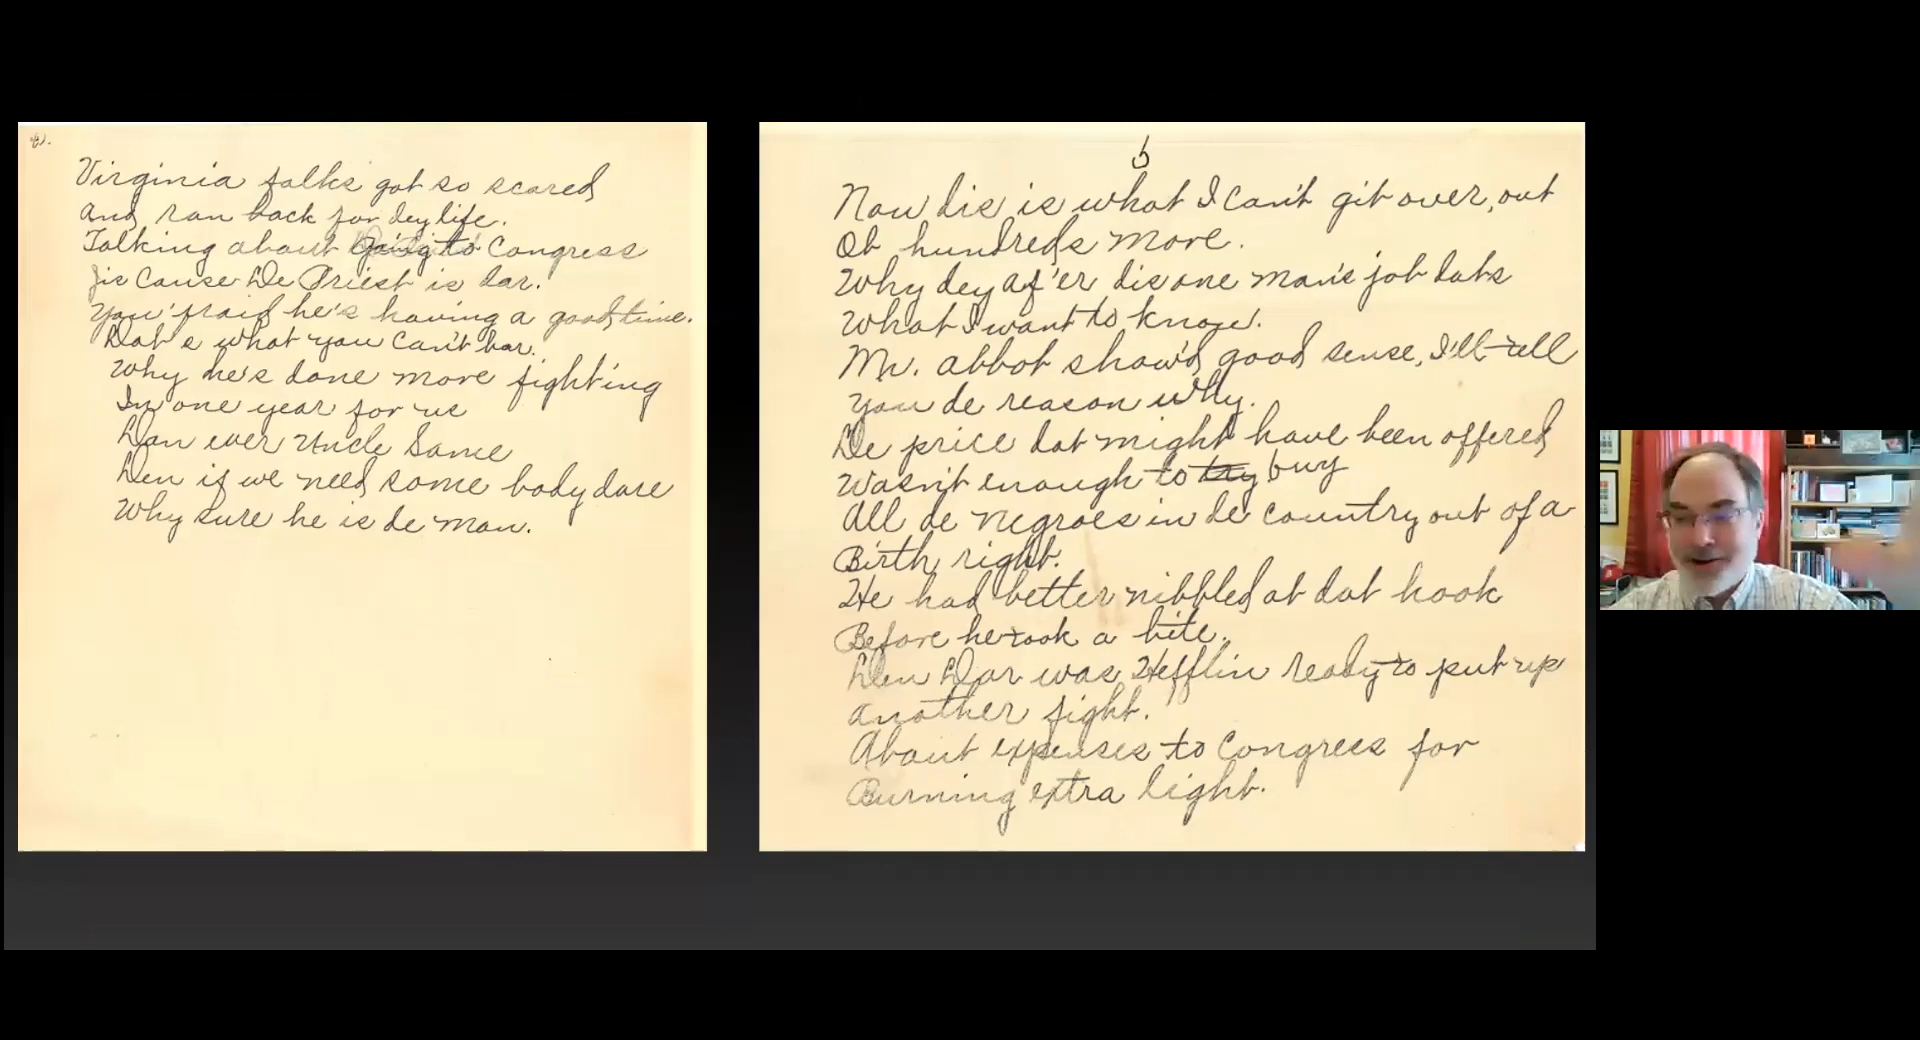 Virginia folks got so scared
And ran back for dey life.
Talking about going to Congress
Jis Cause De Priest is dar.
You 'fraid he's having a good time.
Dat's what you Can't bar.
Why he's done more fighting
In one year for us
Dan ever Uncle Same
Den if we need some body dare
Why sure he is de man.
6
Now dis is what I Can't git over, out
Ob hundreds more.
Why dey af'er dis one man's job dats
What I want to know.
Mr. abbot show'd good sense, I'll tell
you de reason why.
De price dat might have been offered
Wasn't enough to try buy
All de negroes in de country out of a
Birth right.
He had better nibbled at dat hook
Before he took a bite.
Den Dar was Hefflin ready to put up
another fight.
About expenses to Congress for
Burning extra light.